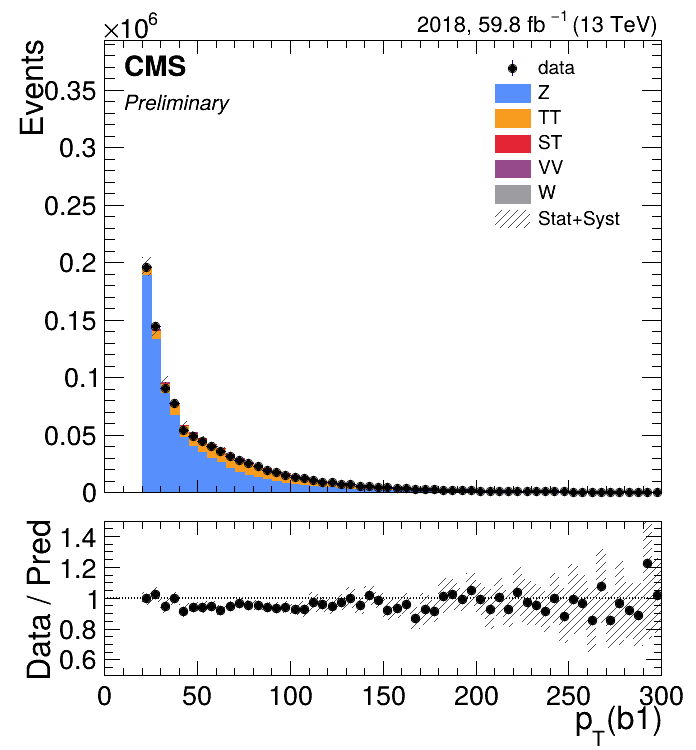 ×10⁶
2018, 59.8 fb⁻¹ (13 TeV)
CMS
Preliminary
Events
data
Z
TT
ST
VV
W
Stat+Syst
0.35
0.3
0.25
0.2
0.15
0.1
0.05
0
Data / Pred
1.4
1.2
1
0.8
0.6
0 50 100 150 200 250 300
p_T(b1)